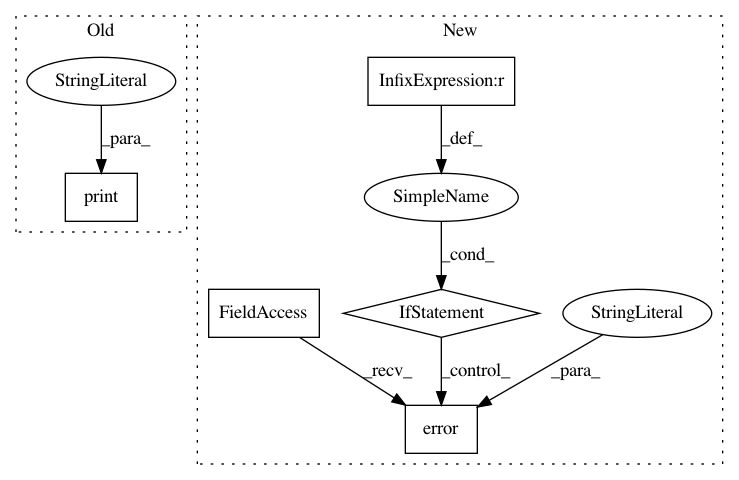 Old
New
StringLiteral
InfixExpression:r
_para_
_def_
print
SimpleName
_cond_
FieldAccess
IfStatement
StringLiteral
_recv_
_control_
_para_
error